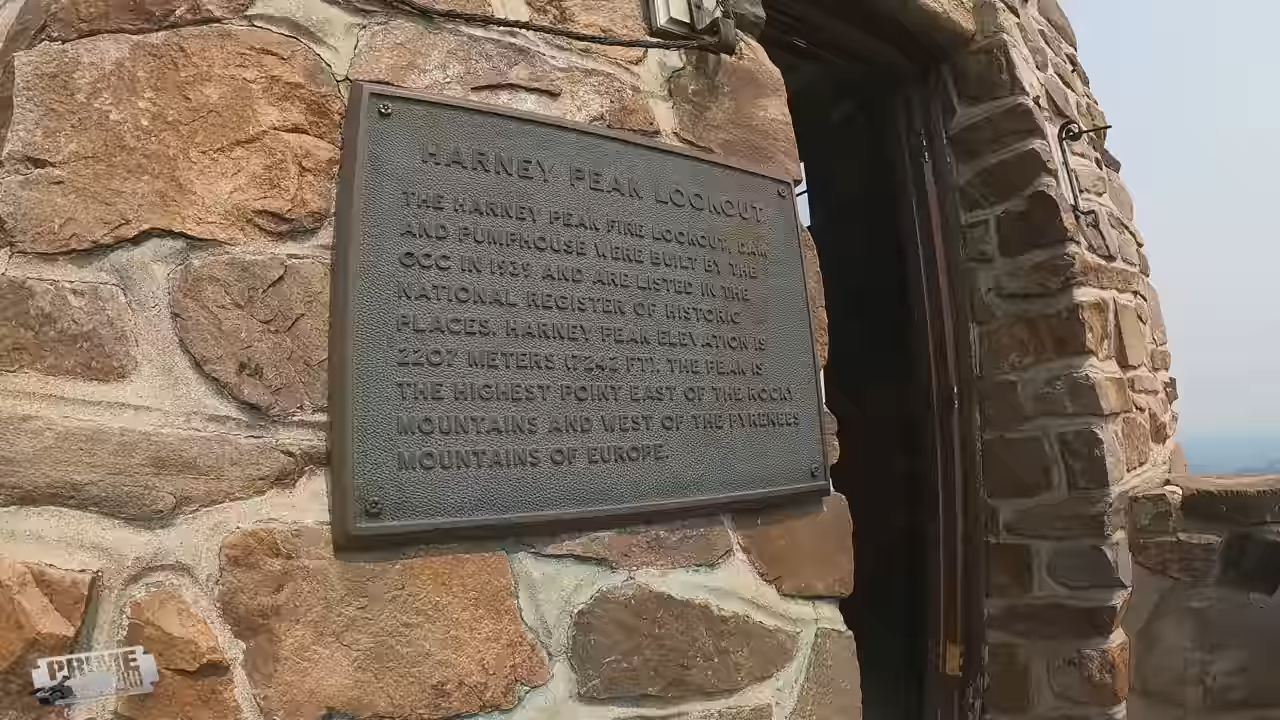 HARNEY PEAK LOOKOUT
THE HARNEY PEAK FIRE LOOKOUT, DAM,
AND PUMPHOUSE WERE BUILT BY THE
CCC IN 1939 AND ARE LISTED IN THE
NATIONAL REGISTER OF HISTORIC
PLACES. HARNEY PEAK ELEVATION IS
2207 METERS (7242 FT). THE PEAK IS
THE HIGHEST POINT EAST OF THE ROCKY
MOUNTAINS AND WEST OF THE PYRENEES
MOUNTAINS OF EUROPE.
PRIME